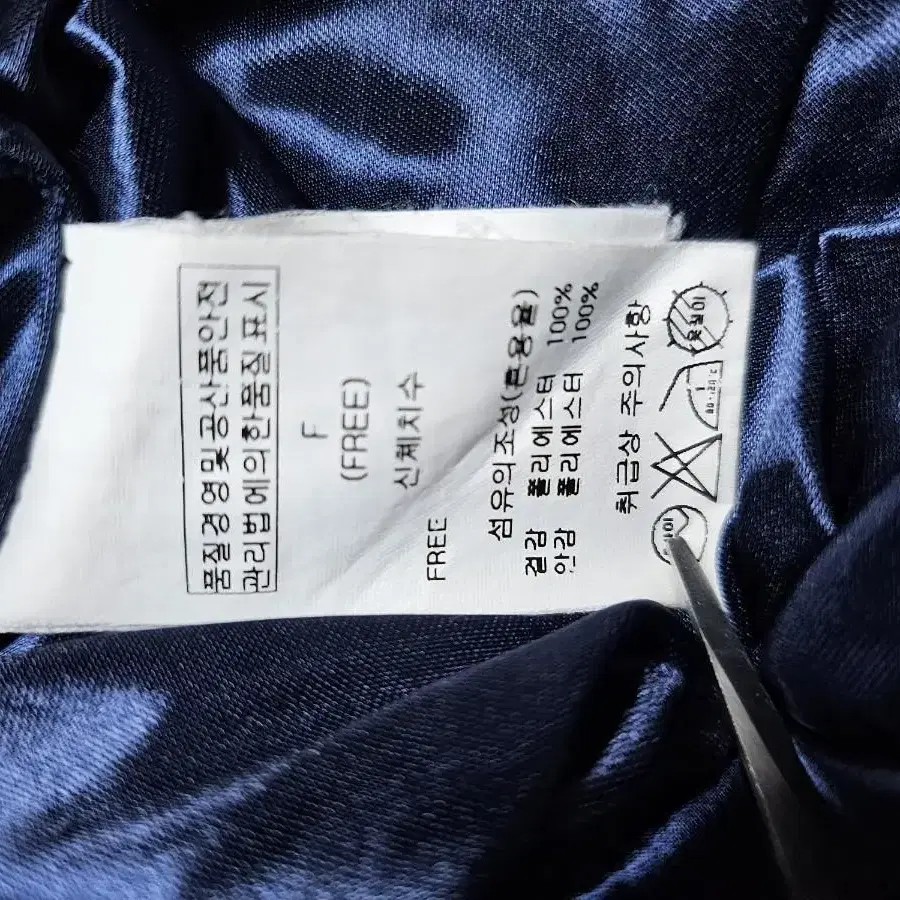 품질경영및공산품안전
관리법에의한품질표시
F
(FREE)
신체치수
FREE
섬유의조성(혼용율)
겉감 폴리에스터 100%
안감 폴리에스터 100%
취급상 주의사항